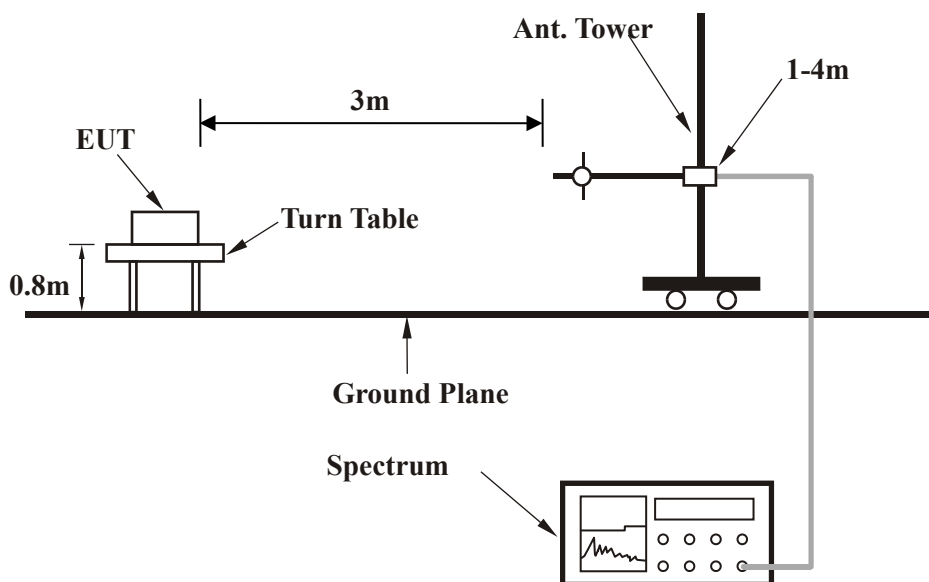 Ant. Tower
1-4m
3m
EUT
Turn Table
0.8m
Ground Plane
Spectrum